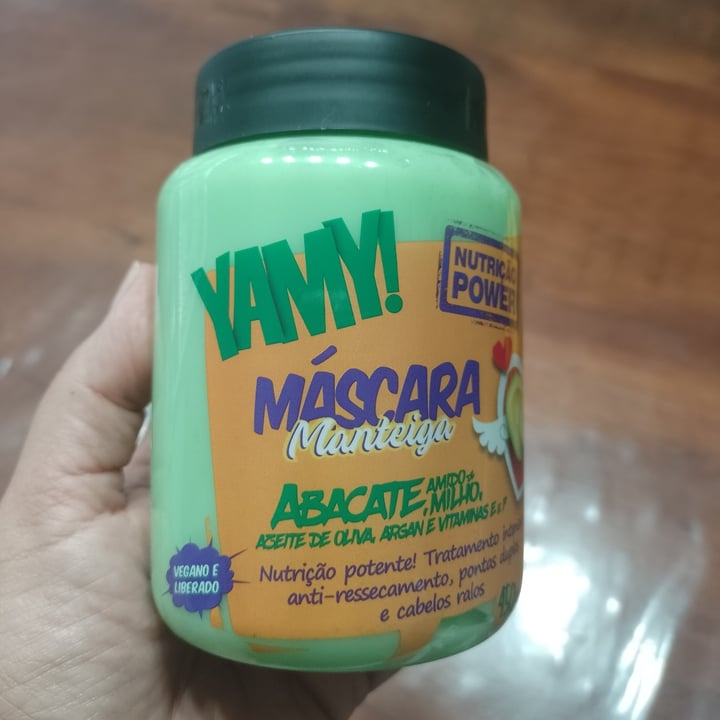 YAMY!
NUTRIÇÃO
POWER
MÁSCARA
Manteiga
ABACATE, AMIDO DE MILHO,
AZEITE DE OLIVA, ARGAN E VITAMINAS E e P
Nutrição potente! Tratamento
anti-ressecamento, pontas
e cabelos ralos
VEGANO E
LIBERADO